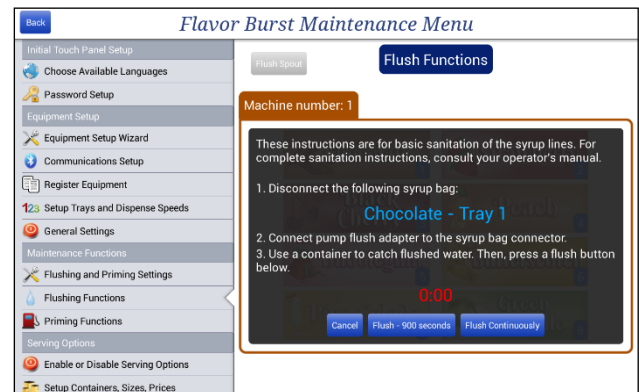 Back
Flavor Burst Maintenance Menu
Initial Touch Panel Setup
Choose Available Languages
Password Setup
Equipment Setup
Equipment Setup Wizard
Communications Setup
Register Equipment
123 Setup Trays and Dispense Speeds
General Settings
Maintenance Functions
Flushing and Priming Settings
Flushing Functions
Priming Functions
Serving Options
Enable or Disable Serving Options
Setup Containers, Sizes, Prices
Flush Spout
Flush Functions
Machine number: 1
These instructions are for basic sanitation of the syrup lines. For
complete sanitation instructions, consult your operator's manual.
1. Disconnect the following syrup bag:
Chocolate - Tray 1
2. Connect pump flush adapter to the syrup bag connector.
3. Use a container to catch flushed water. Then, press a flush button
below.
0:00
Cancel
Flush - 900 seconds
Flush Continuously
Black
Cherry
Green